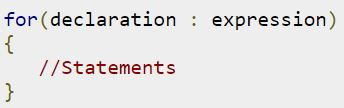 for(declaration : expression)
{
//Statements
}